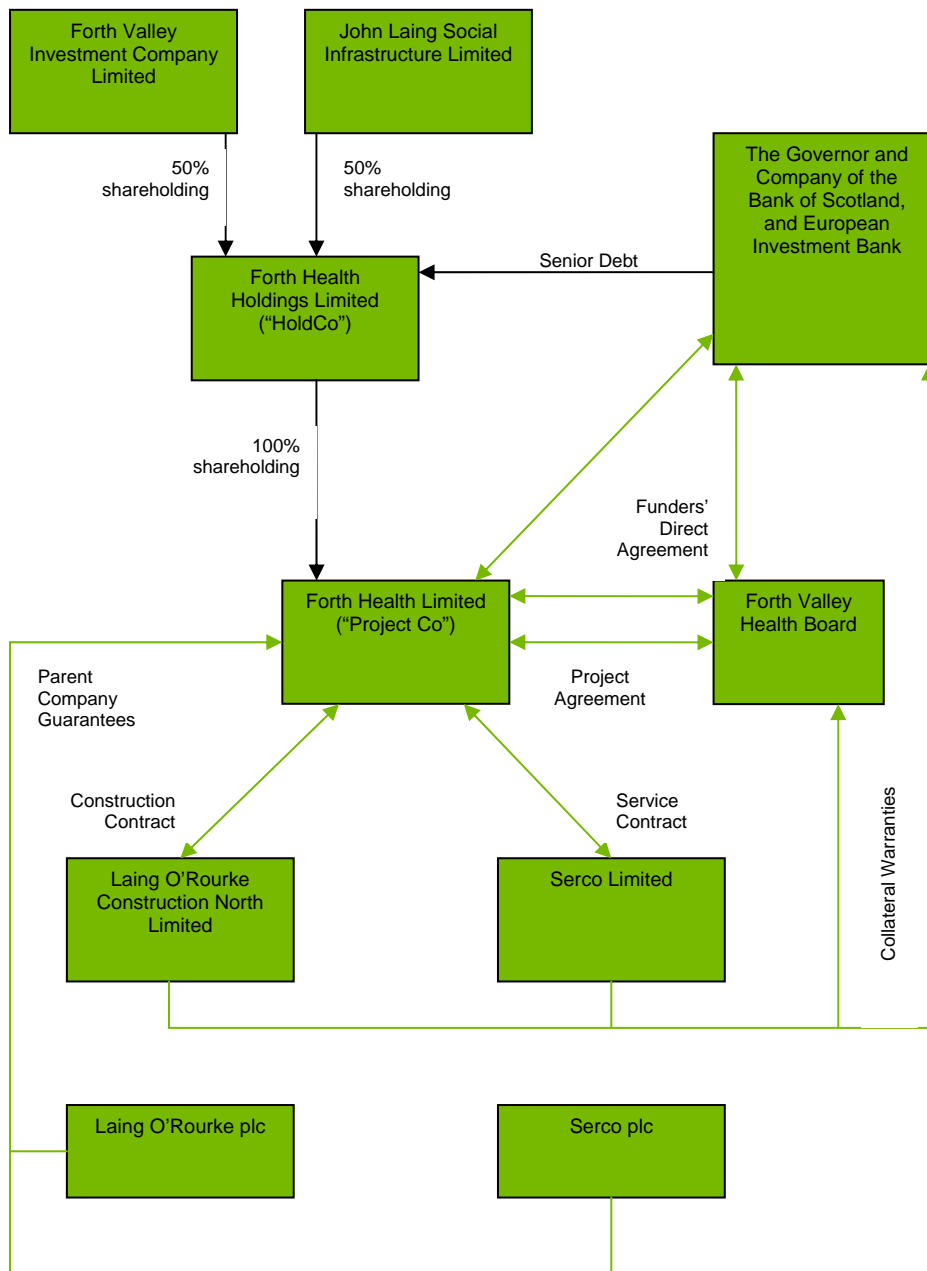 Forth Valley
Investment Company
Limited
John Laing Social
Infrastructure Limited
50%
shareholding
50%
shareholding
The Governor and
Company of the
Bank of Scotland,
and European
Investment Bank
Senior Debt
Forth Health
Holdings Limited
(“HoldCo”)
100%
shareholding
Funders’
Direct
Agreement
Forth Health Limited
(“Project Co”)
Forth Valley
Health Board
Parent
Company
Guarantees
Project
Agreement
Construction
Contract
Service
Contract
Collateral Warranties
Laing O’Rourke
Construction North
Limited
Serco Limited
Laing O’Rourke plc
Serco plc